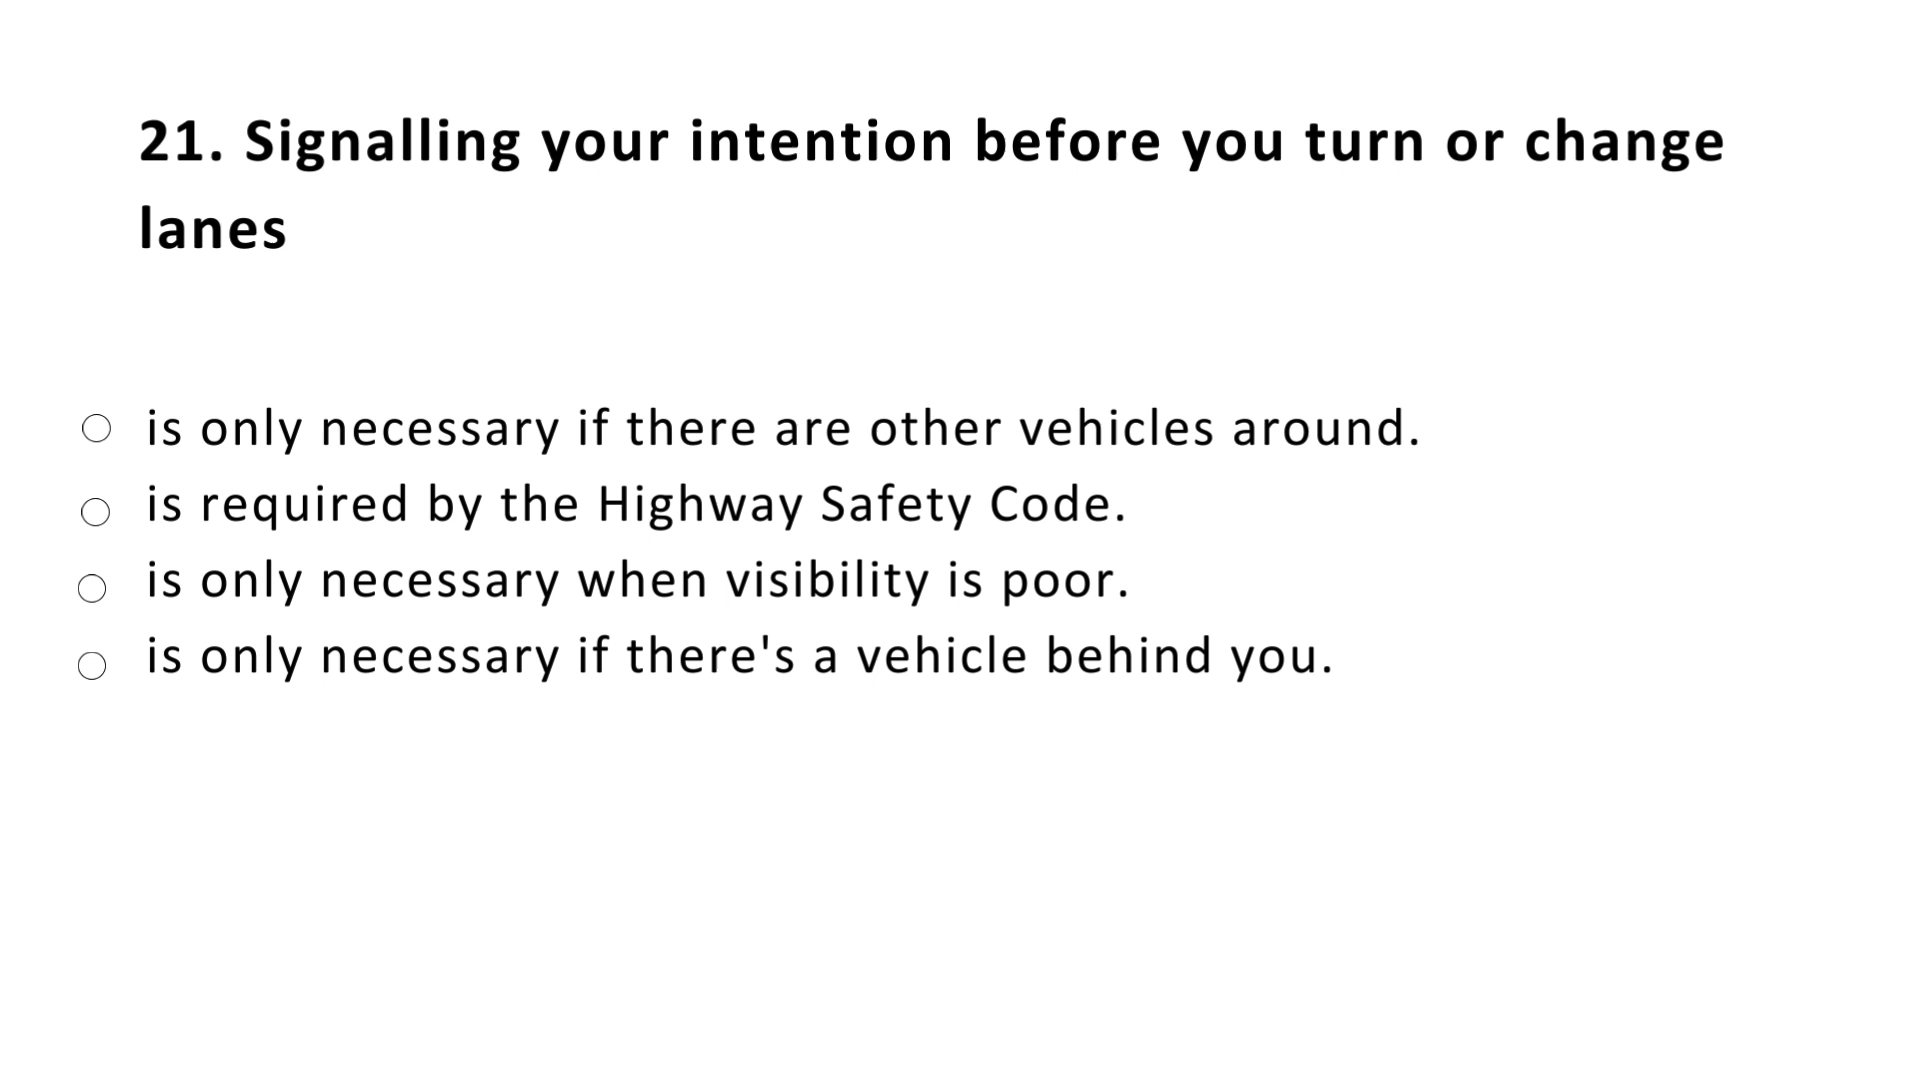 21. Signalling your intention before you turn or change
lanes
is only necessary if there are other vehicles around.
is required by the Highway Safety Code.
is only necessary when visibility is poor.
is only necessary if there's a vehicle behind you.